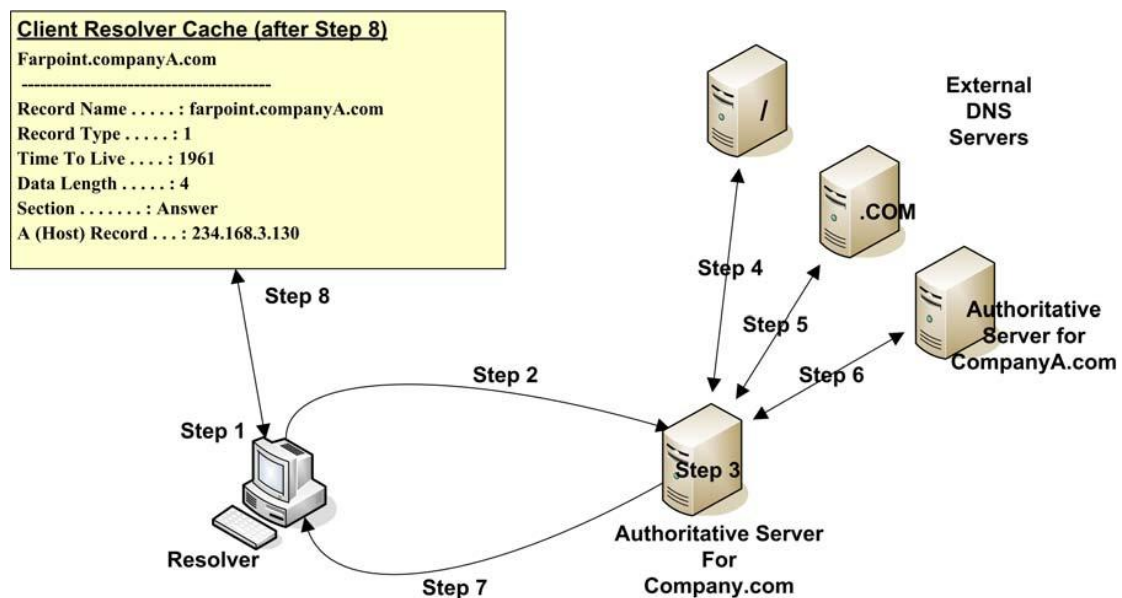 Client Resolver Cache (after Step 8)
Farpoint.companyA.com
-----------------------------------------
Record Name . . . . . : farpoint.companyA.com
Record Type . . . . . : 1
Time To Live . . . . : 1961
Data Length . . . . . : 4
Section . . . . . . . : Answer
A (Host) Record . . . : 234.168.3.130
/
External
DNS
Servers
.COM
Step 4
Step 8
Step 5
Authoritative
Server for
CompanyA.com
Step 2
Step 6
Step 1
Step 3
Authoritative Server
For
Company.com
Resolver
Step 7